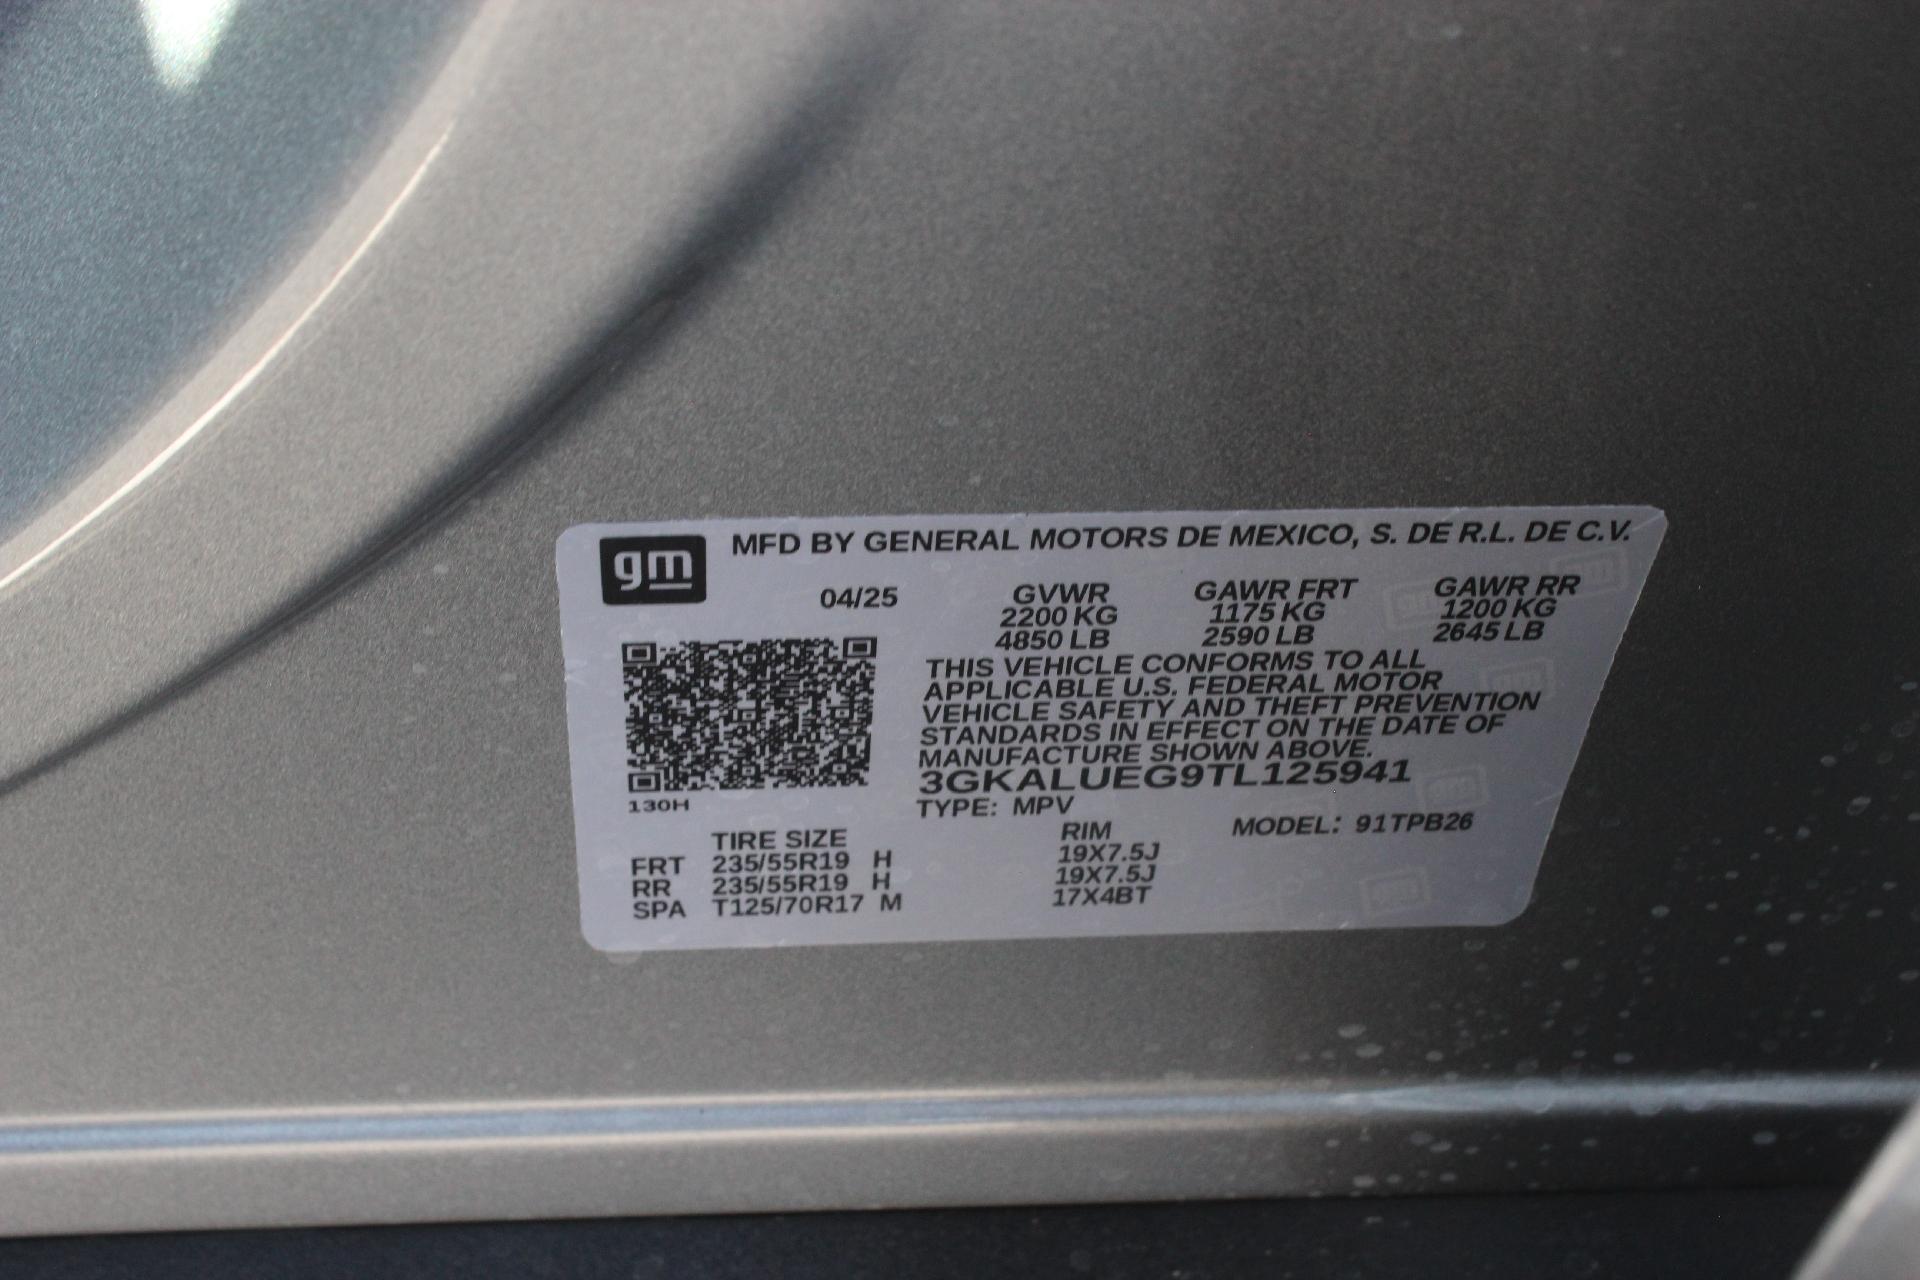 gm
MFD BY GENERAL MOTORS DE MEXICO, S. DE R.L. DE C.V.
04/25 GVWR GAWR FRT GAWR RR
2200 KG 1175 KG 1200 KG
4850 LB 2590 LB 2645 LB
THIS VEHICLE CONFORMS TO ALL
APPLICABLE U.S. FEDERAL MOTOR
VEHICLE SAFETY AND THEFT PREVENTION
STANDARDS IN EFFECT ON THE DATE OF
MANUFACTURE SHOWN ABOVE.
3GKALUEG9TL125941
130H
TYPE: MPV MODEL: 91TPB26
TIRE SIZE RIM
FRT 235/55R19 H 19X7.5J
RR 235/55R19 H 19X7.5J
SPA T125/70R17 M 17X4BT